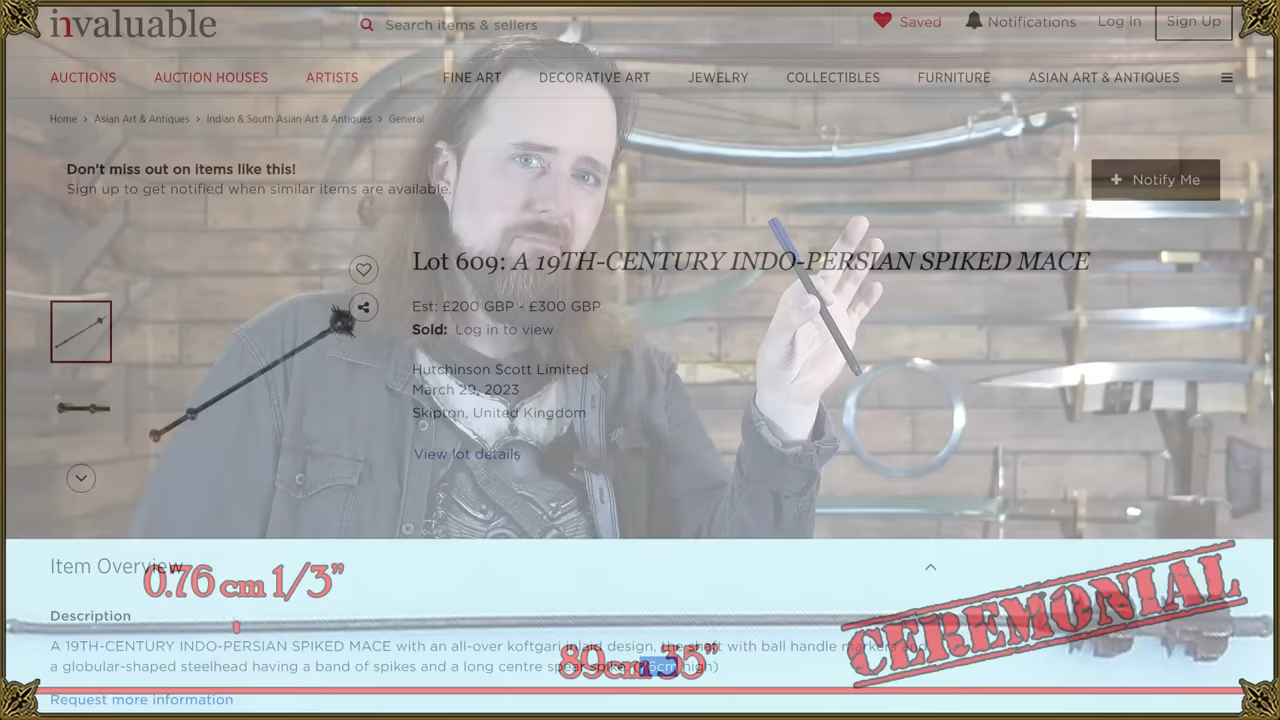 invaluable
Search items & sellers
Saved
Notifications
Log In
Sign Up
AUCTIONS
AUCTION HOUSES
ARTISTS
FINE ART
DECORATIVE ART
JEWELRY
COLLECTIBLES
FURNITURE
ASIAN ART & ANTIQUES
Home > Asian Art & Antiques > Indian & South Asian Art & Antiques > General
Don't miss out on items like this!
Sign up to get notified when similar items are available.
+ Notify Me
Lot 609: A 19TH-CENTURY INDO-PERSIAN SPIKED MACE
Est: £200 GBP - £300 GBP
Sold: Log in to view
Hutchinson Scott Limited
March 29, 2023
Skipton, United Kingdom
View lot details
Item Overview
0.76 cm 1/3"
CEREMONIAL
Description
A 19TH-CENTURY INDO-PERSIAN SPIKED MACE with an all-over koftgari inlaid design, the shaft with ball handle markers and
a globular-shaped steelhead having a band of spikes and a long centre spear spike high)
89cm 35"
Request more information